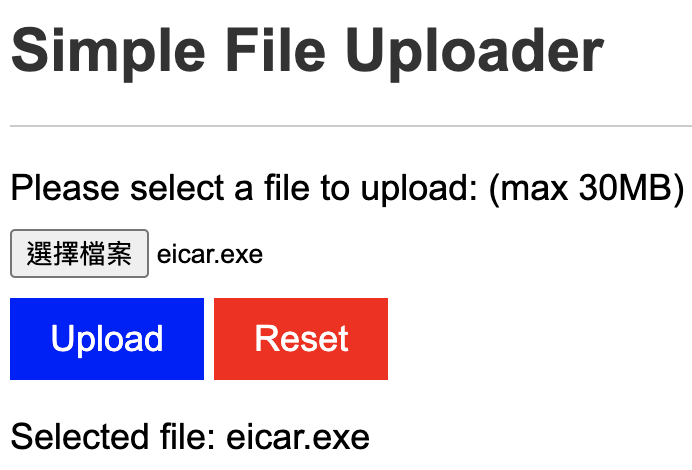 Simple File Uploader
Please select a file to upload: (max 30MB)
選擇檔案 eicar.exe
Upload Reset
Selected file: eicar.exe